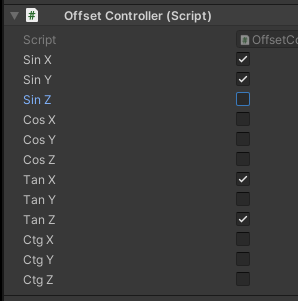 Offset Controller (Script)
Script OffsetCo
Sin X
Sin Y
Sin Z
Cos X
Cos Y
Cos Z
Tan X
Tan Y
Tan Z
Ctg X
Ctg Y
Ctg Z